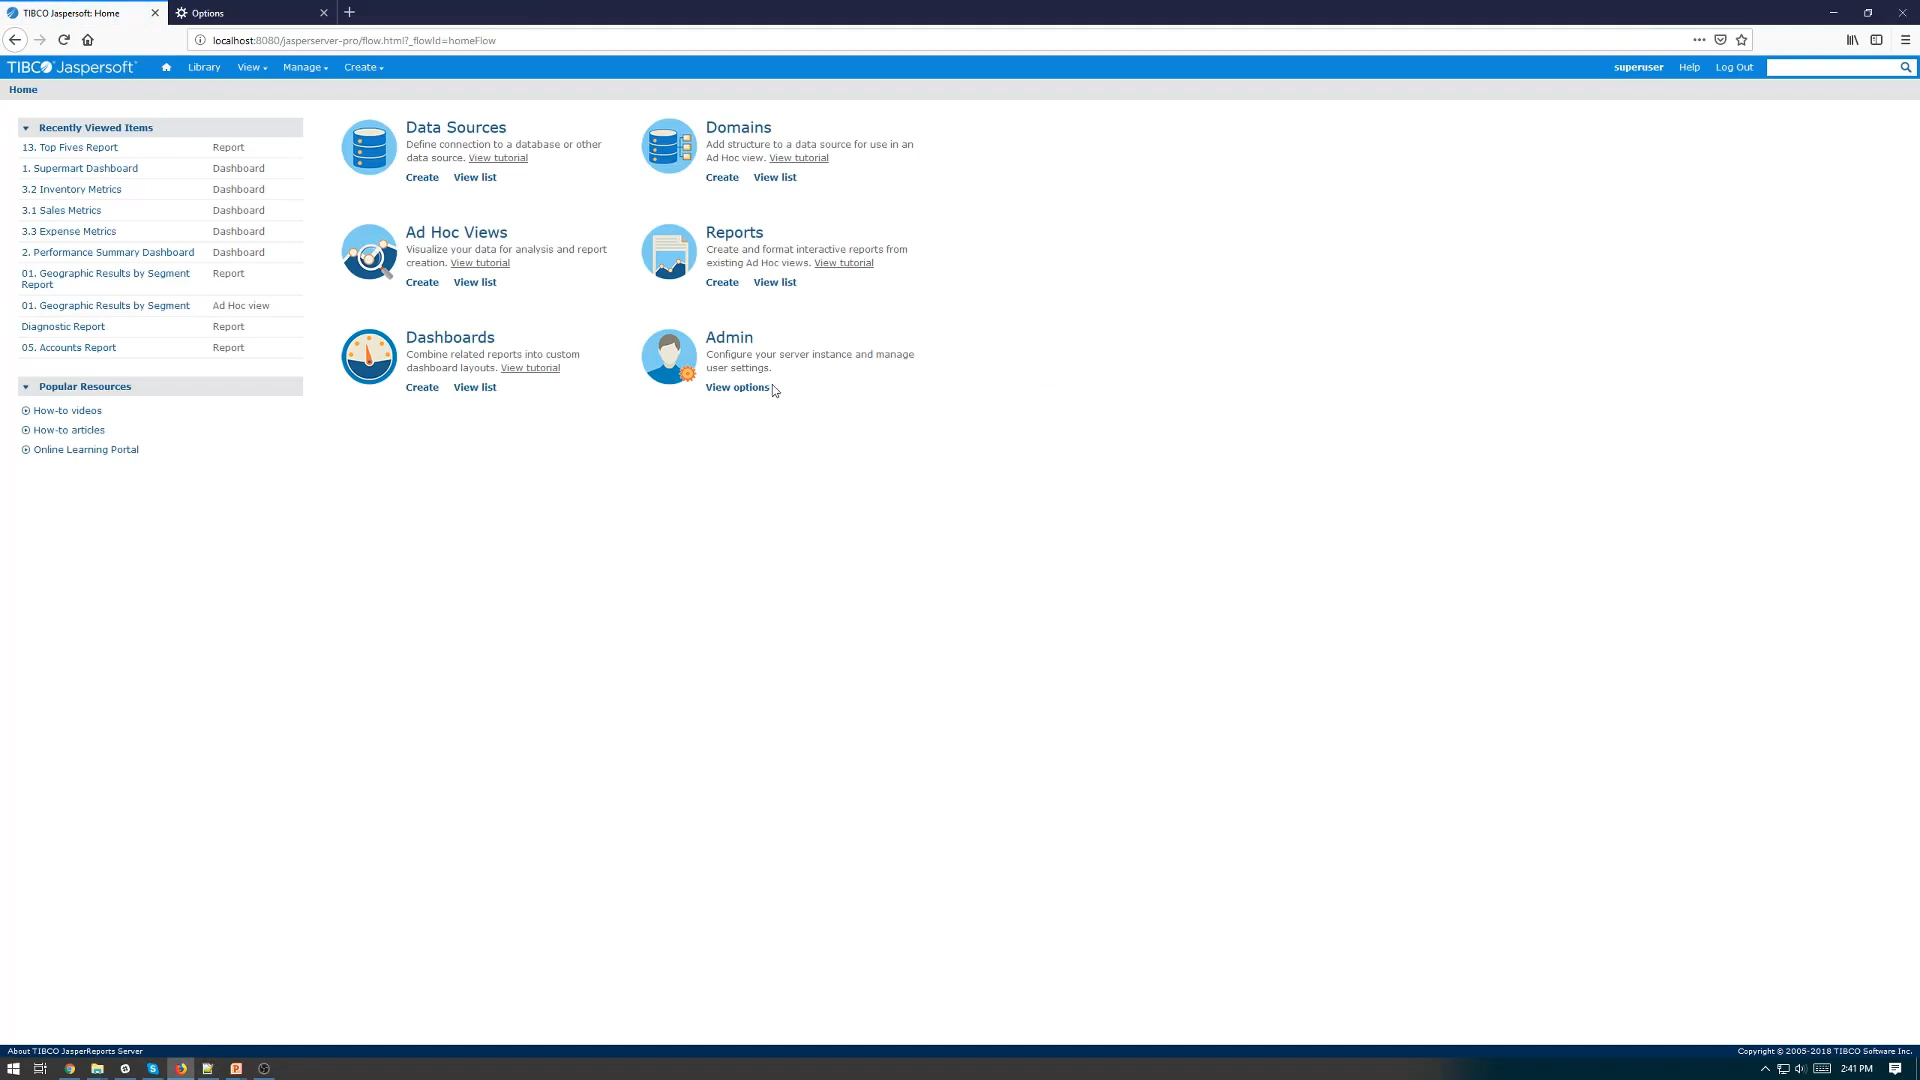 TIBCO Jaspersoft: Home
Options
localhost:8080/jasperserver-pro/flow.html?_flowId=homeFlow
TIBCO Jaspersoft
Library
View
Manage
Create
superuser
Help
Log Out
Home
Recently Viewed Items
13. Top Fives Report
Report
1. Supermart Dashboard
Dashboard
3.2 Inventory Metrics
Dashboard
3.1 Sales Metrics
Dashboard
3.3 Expense Metrics
Dashboard
2. Performance Summary Dashboard
Dashboard
01. Geographic Results by Segment
Report
Report
01. Geographic Results by Segment
Ad Hoc view
Diagnostic Report
Report
05. Accounts Report
Report
Popular Resources
How-to videos
How-to articles
Online Learning Portal
Data Sources
Define connection to a database or other
data source. View tutorial
Create View list
Domains
Add structure to a data source for use in an
Ad Hoc view. View tutorial
Create View list
Ad Hoc Views
Visualize your data for analysis and report
creation. View tutorial
Create View list
Reports
Create and format interactive reports from
existing Ad Hoc views. View tutorial
Create View list
Dashboards
Combine related reports into custom
dashboard layouts. View tutorial
Create View list
Admin
Configure your server instance and manage
user settings.
View options
About TIBCO JasperReports Server
Copyright © 2005-2018 TIBCO Software Inc.
2:41 PM